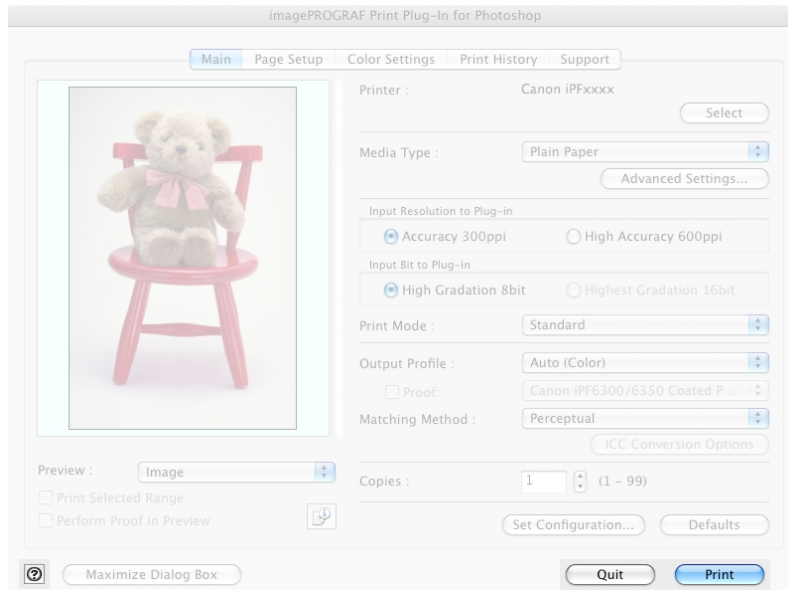 imagePROGRAF Print Plug-In for Photoshop
Main Page Setup Color Settings Print History Support
Printer : Canon iPFxxxx
Select
Media Type : Plain Paper
Advanced Settings...
Input Resolution to Plug-in
Accuracy 300ppi High Accuracy 600ppi
Input Bit to Plug-in
High Gradation 8bit Highest Gradation 16bit
Print Mode : Standard
Output Profile : Auto (Color)
Proof: Canon iPF6300/6350 Coated P...
Matching Method : Perceptual
ICC Conversion Options
Preview : Image
Copies : 1 (1 - 99)
Print Selected Range
Perform Proof in Preview
Set Configuration... Defaults
? Maximize Dialog Box Quit Print